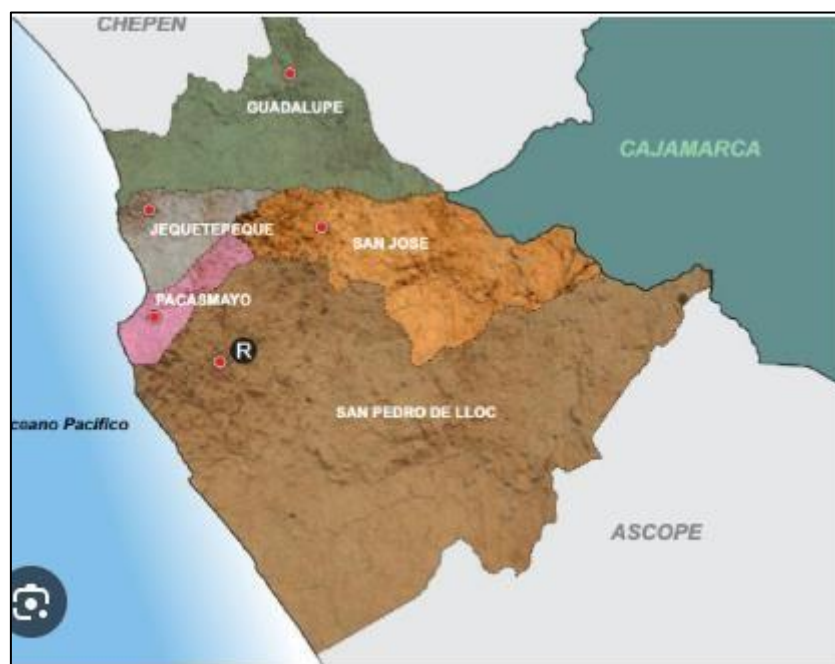 CHEPEN
GUADALUPE
CAJAMARCA
JEQUETEPEQUE
SAN JOSE
PACASMAYO
R
SAN PEDRO DE LLOC
ceano Pacífico
ASCOPE